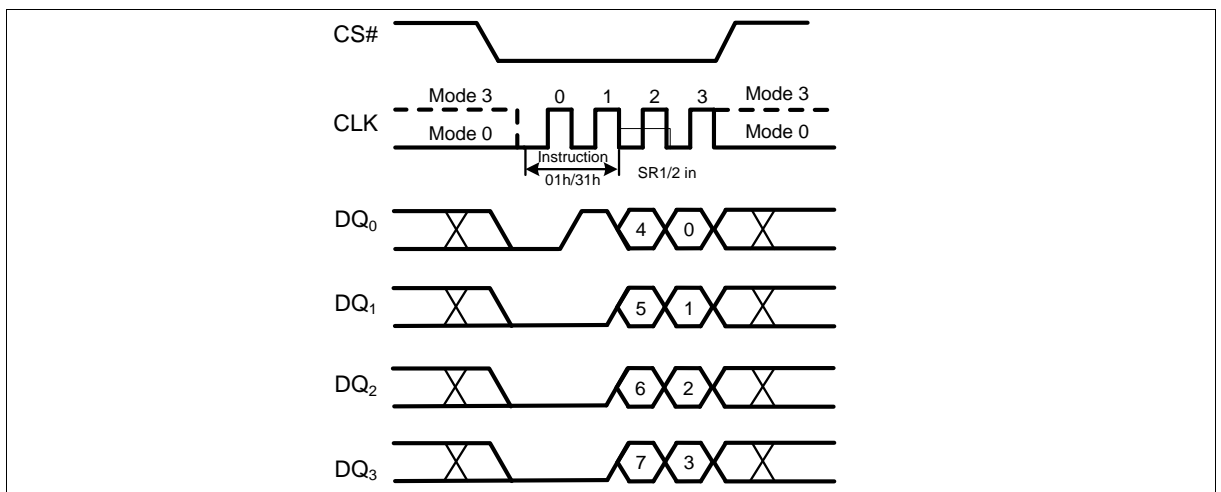 CS#
CLK
Mode 3 0 1 2 3 Mode 3
Mode 0 Mode 0
Instruction
01h/31h
SR1/2 in
DQ₀ 4 0
DQ₁ 5 1
DQ₂ 6 2
DQ₃ 7 3